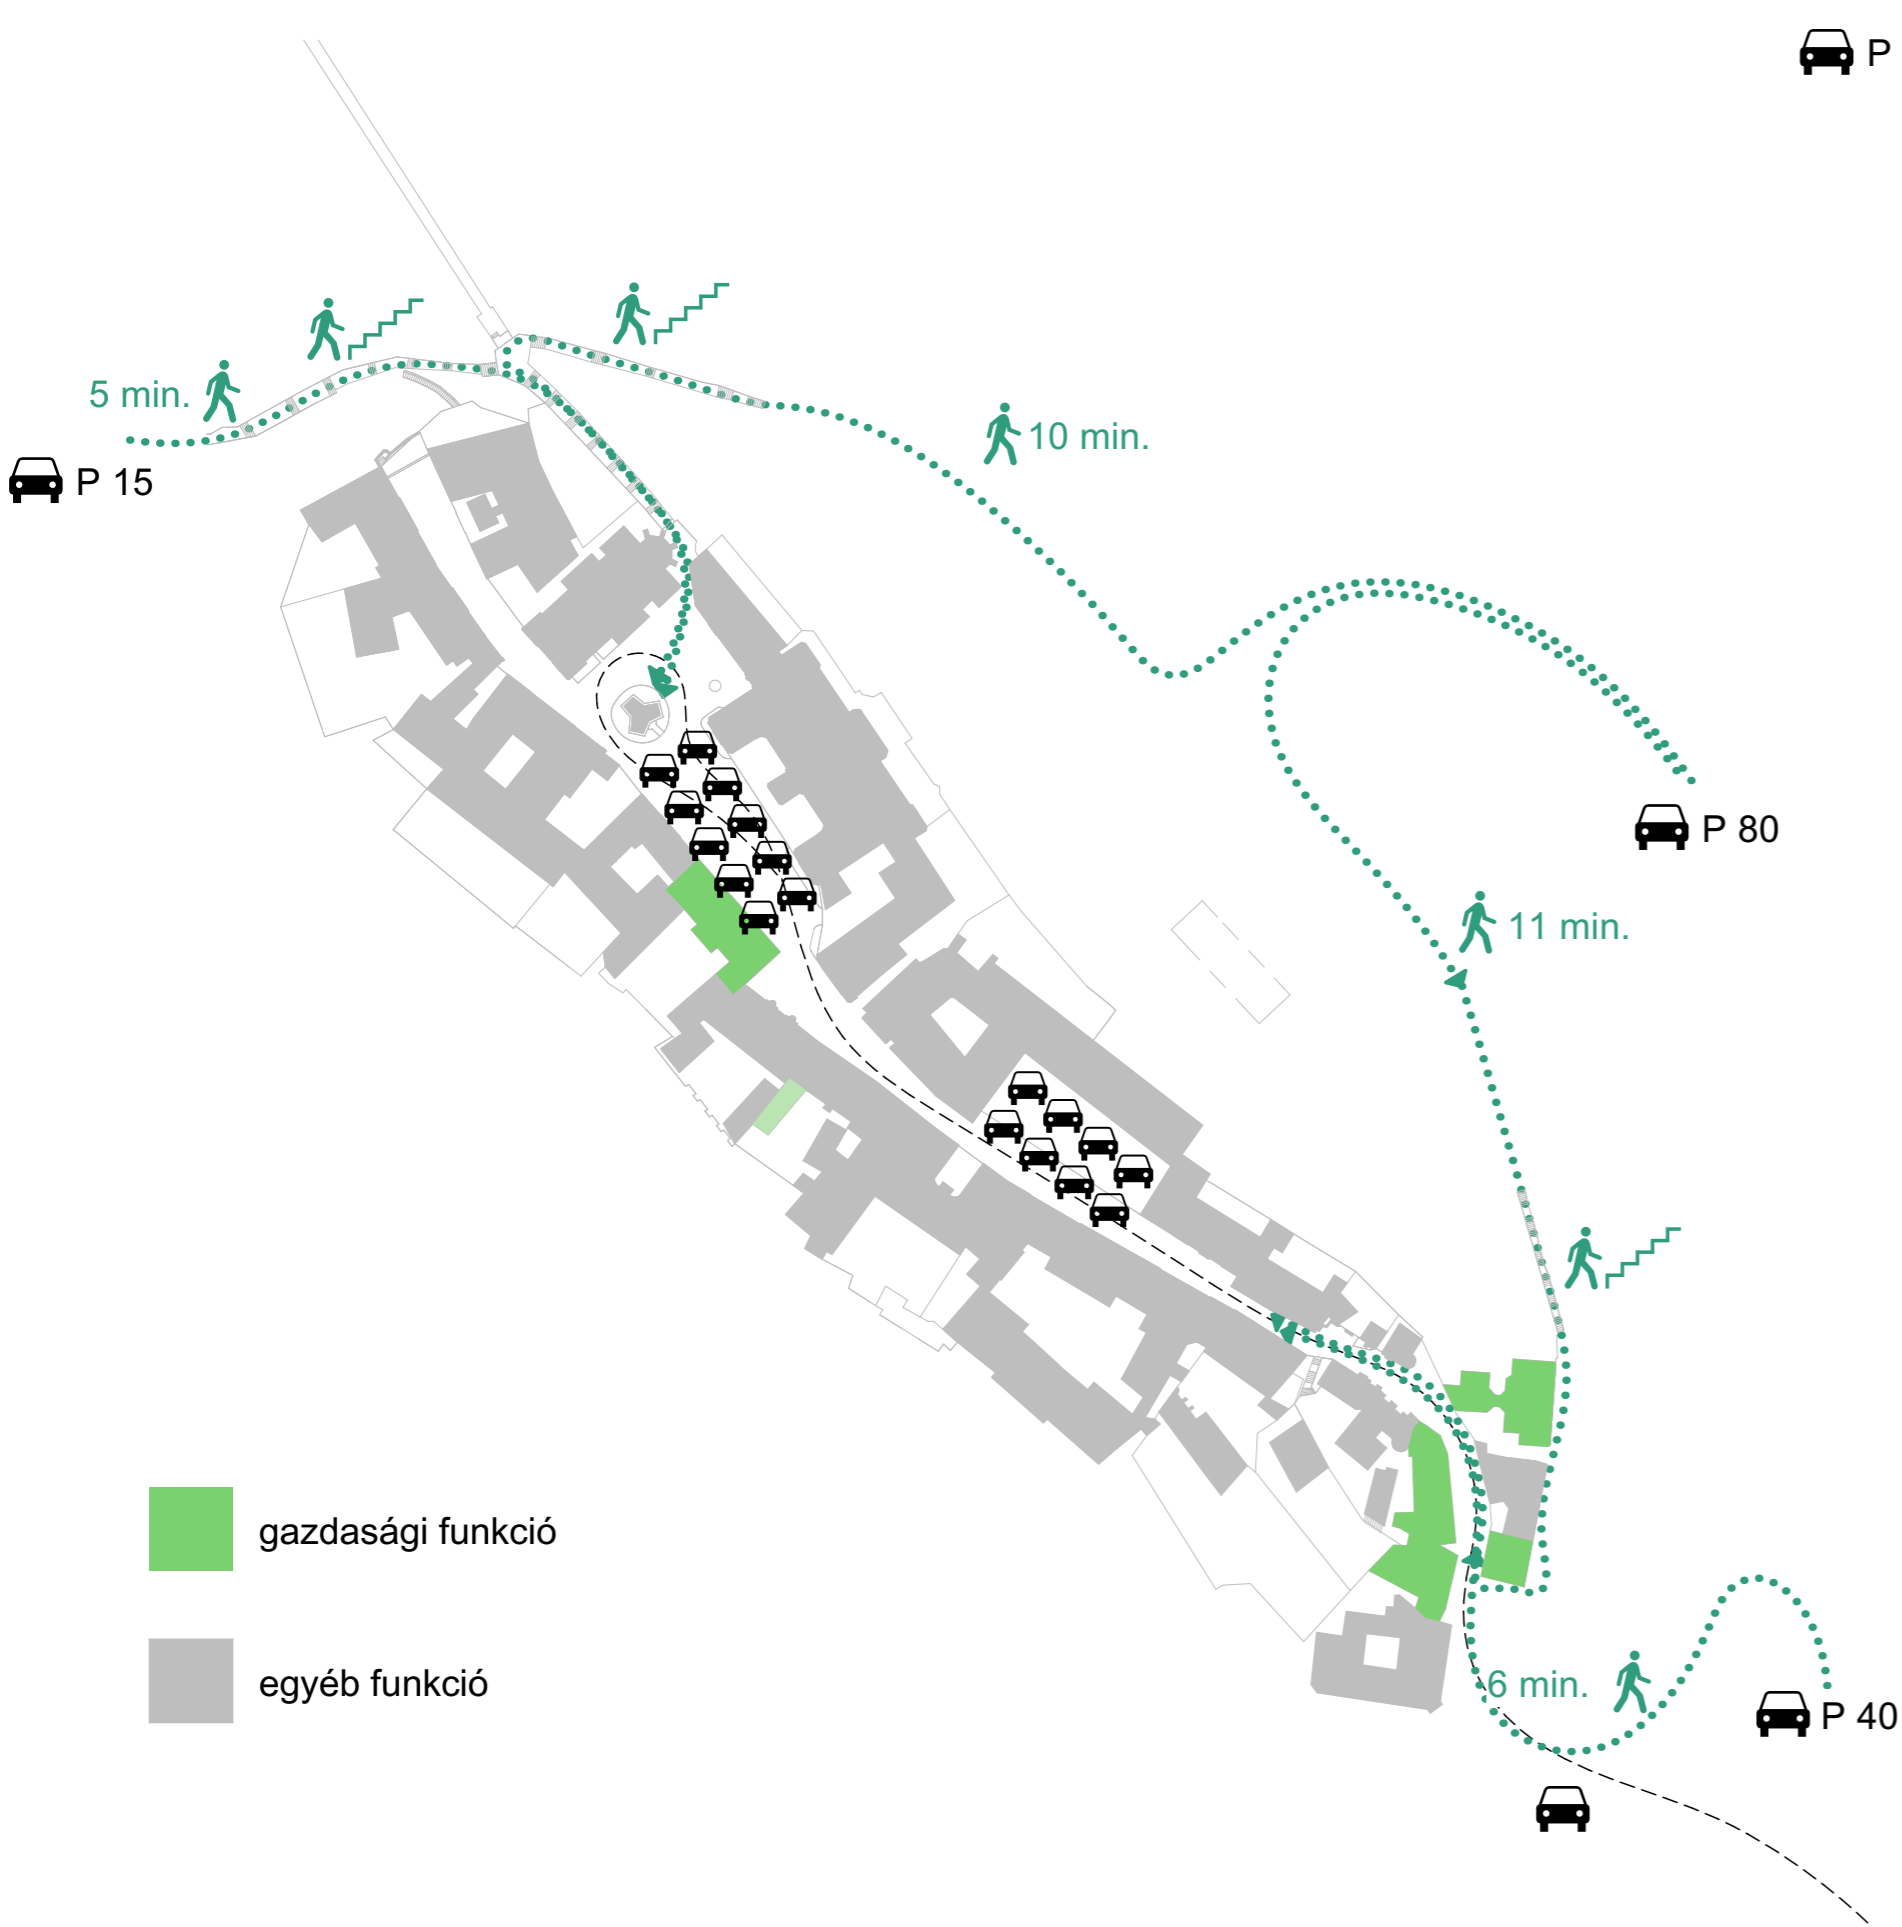 P
5 min.
10 min.
P 15
P 80
11 min.
gazdasági funkció
egyéb funkció
6 min.
P 40